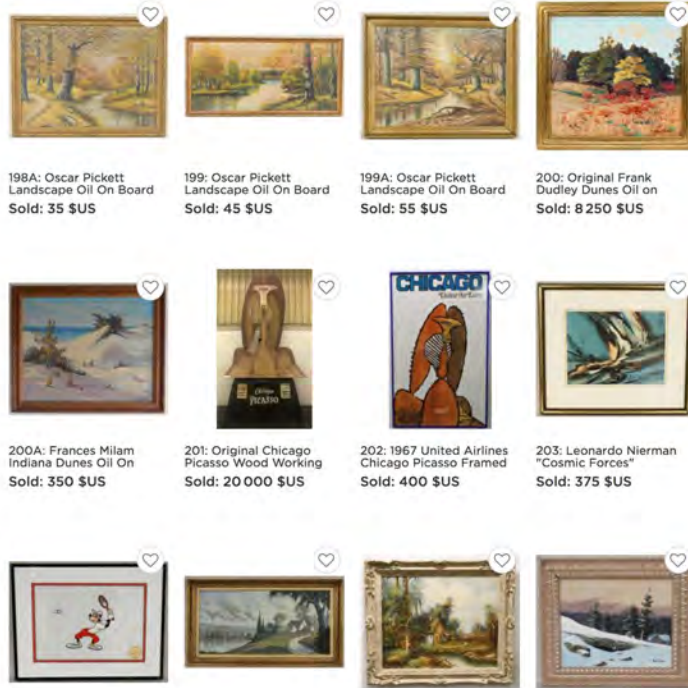 198A: Oscar Pickett
Landscape Oil On Board
Sold: 35 $US
199: Oscar Pickett
Landscape Oil On Board
Sold: 45 $US
199A: Oscar Pickett
Landscape Oil On Board
Sold: 55 $US
200: Original Frank
Dudley Dunes Oil on
Sold: 8 250 $US
CHICAGO
Chicago
PICASSO
200A: Frances Milam
Indiana Dunes Oil On
Sold: 350 $US
201: Original Chicago
Picasso Wood Working
Sold: 20 000 $US
202: 1967 United Airlines
Chicago Picasso Framed
Sold: 400 $US
203: Leonardo Nierman
"Cosmic Forces"
Sold: 375 $US